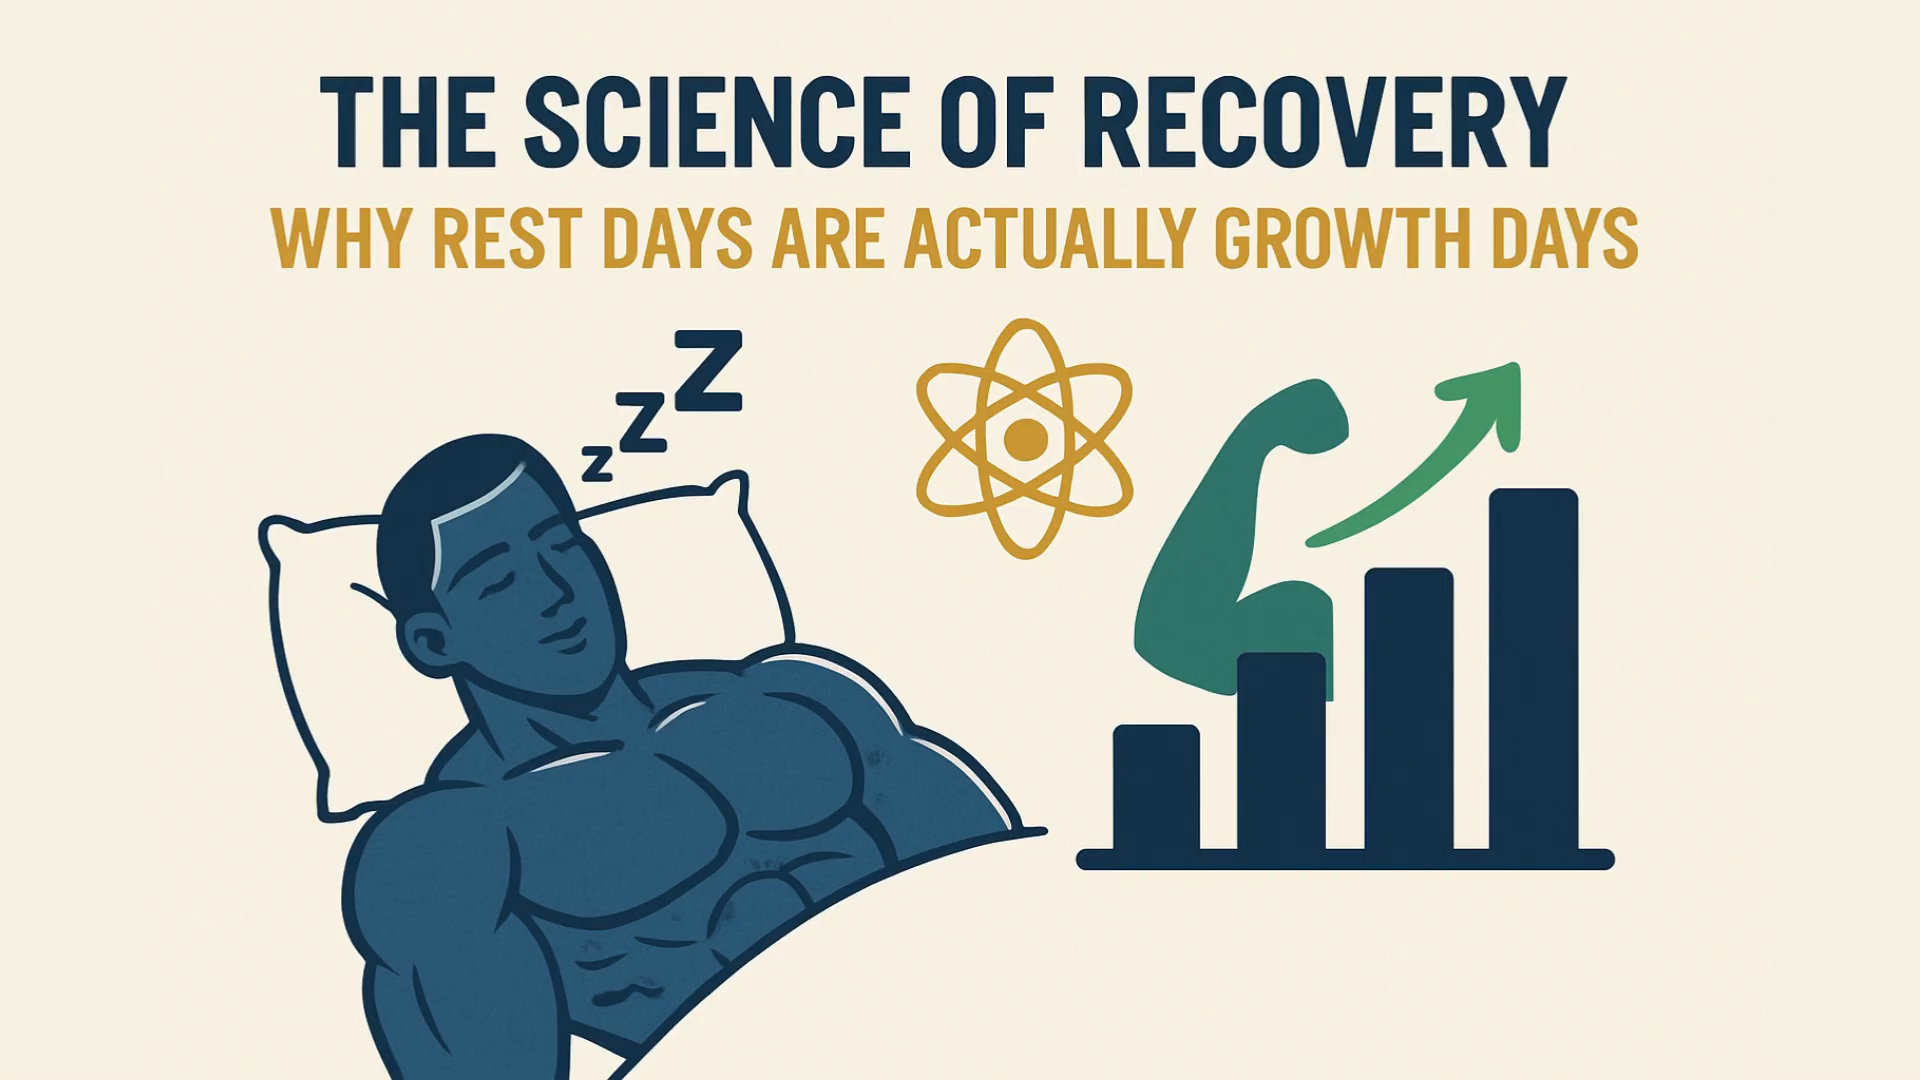 THE SCIENCE OF RECOVERY
WHY REST DAYS ARE ACTUALLY GROWTH DAYS
z z Z